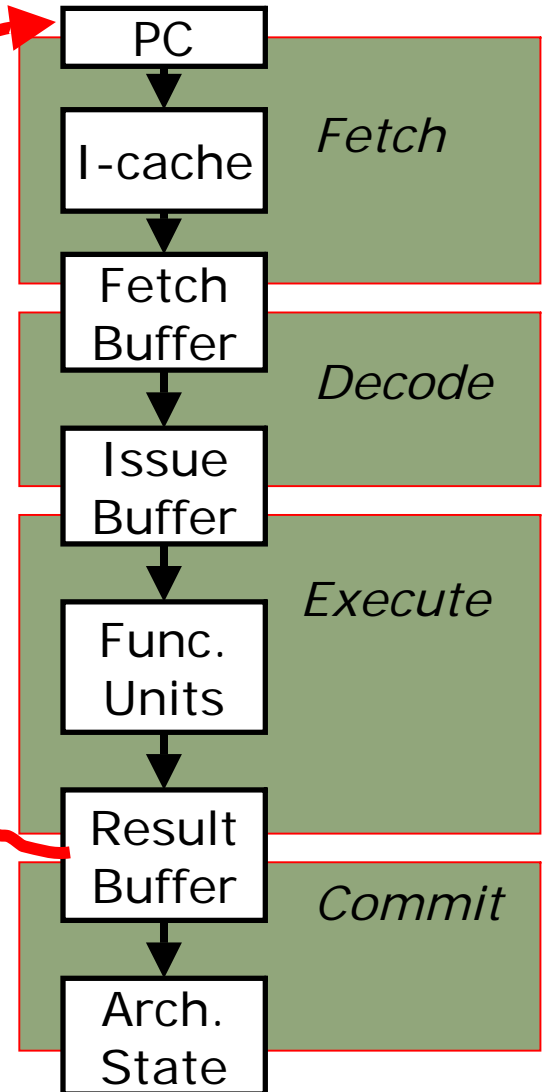 PC
I-cache
Fetch
Fetch
Buffer
Decode
Issue
Buffer
Execute
Func.
Units
Result
Buffer
Commit
Arch.
State